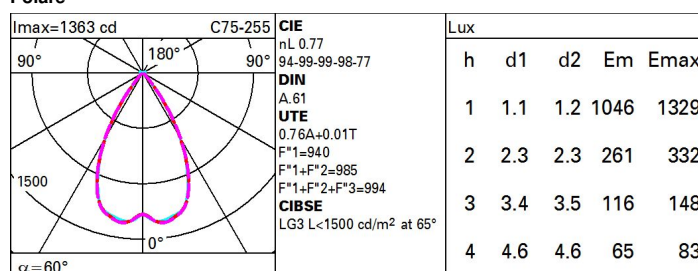 Polare
Imax=1363 cd C75-255
90° 180° 90°
1500
0°
α=60°
CIE
nL 0.77
94-99-99-98-77
DIN
A.61
UTE
0.76A+0.01T
F"1=940
F"1+F"2=985
F"1+F"2+F"3=994
CIBSE
LG3 L<1500 cd/m² at 65°
Lux
h d1 d2 Em Emax
1 1.1 1.2 1046 1329
2 2.3 2.3 261 332
3 3.4 3.5 116 148
4 4.6 4.6 65 83